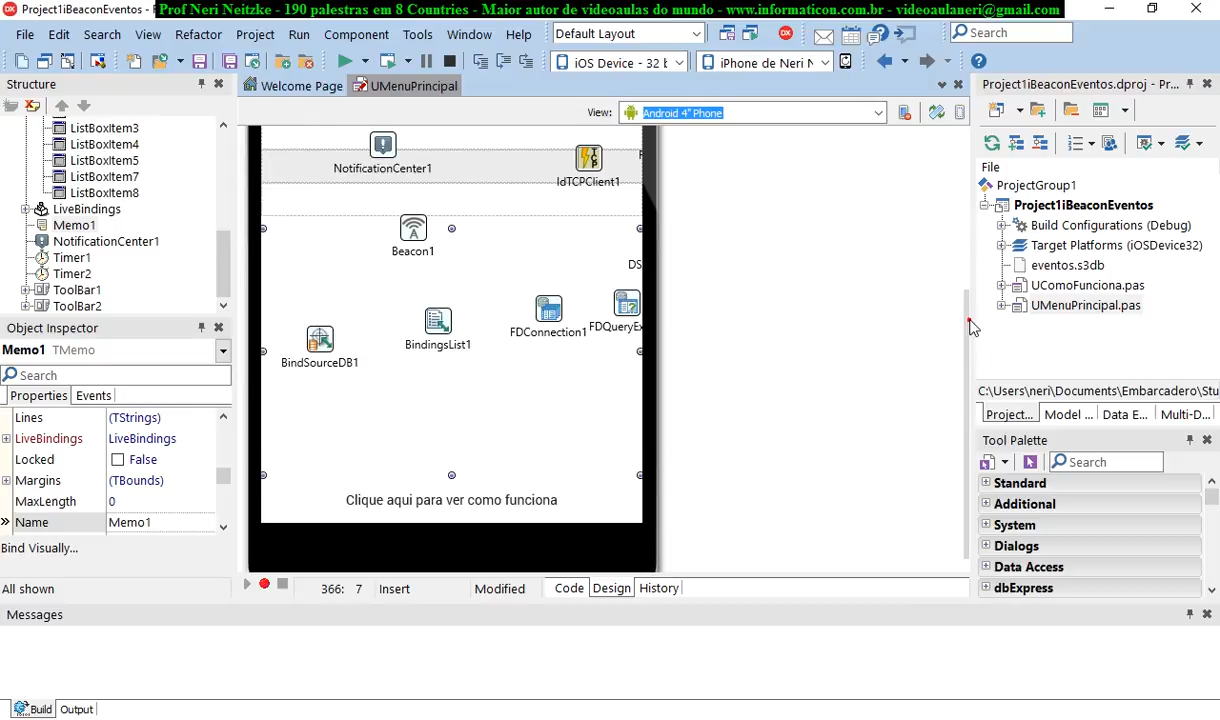 Project1iBeaconEventos - 
Prof Neri Neitzke - 190 palestras em 8 Countries - Maior autor de videoaulas do mundo - www.informaticon.com.br - videoaulaneri@gmail.com
File Edit Search View Refactor Project Run Component Tools Window Help
Default Layout
Search
iOS Device - 32 b
iPhone de Neri N
Structure
Welcome Page
UMenuPrincipal
Project1iBeaconEventos.dproj - Pr...
View: Android 4" Phone
ListBoxItem3
ListBoxItem4
ListBoxItem5
ListBoxItem7
ListBoxItem8
LiveBindings
Memo1
NotificationCenter1
Timer1
Timer2
ToolBar1
ToolBar2
Object Inspector
Memo1 TMemo
Search
Properties Events
Lines (TStrings)
LiveBindings LiveBindings
Locked False
Margins (TBounds)
MaxLength 0
Name Memo1
Bind Visually...
All shown
NotificationCenter1
IdTCPClient1
Beacon1
DS
FDConnection1
FDQueryEx
BindingsList1
BindSourceDB1
Clique aqui para ver como funciona
366: 7 Insert Modified Code Design History
File
ProjectGroup1
Project1iBeaconEventos
Build Configurations (Debug)
Target Platforms (iOSDevice32)
eventos.s3db
UComoFunciona.pas
UMenuPrincipal.pas
C:\Users\neri\Documents\Embarcadero\Stu
Project... Model ... Data E... Multi-D...
Tool Palette
Search
Standard
Additional
System
Dialogs
Data Access
dbExpress
Messages
Build Output